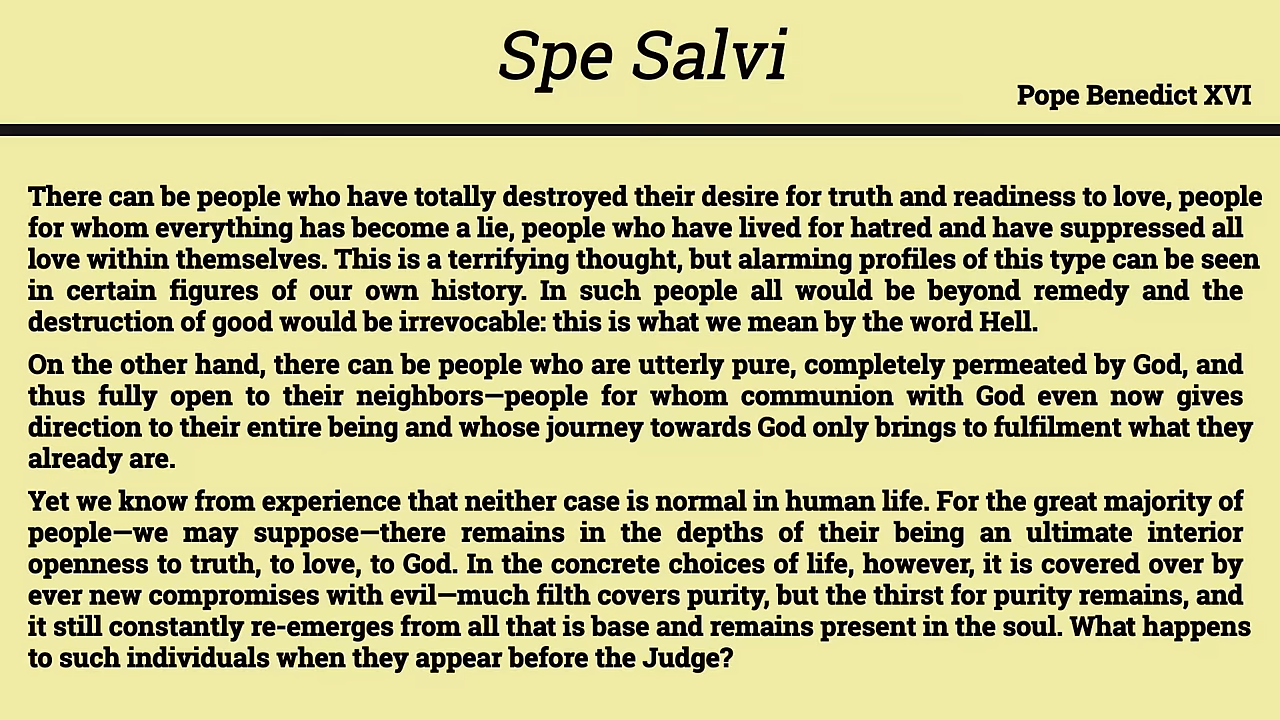 Spe Salvi
Pope Benedict XVI
There can be people who have totally destroyed their desire for truth and readiness to love, people
for whom everything has become a lie, people who have lived for hatred and have suppressed all
love within themselves. This is a terrifying thought, but alarming profiles of this type can be seen
in certain figures of our own history. In such people all would be beyond remedy and the
destruction of good would be irrevocable: this is what we mean by the word Hell.
On the other hand, there can be people who are utterly pure, completely permeated by God, and
thus fully open to their neighbors—people for whom communion with God even now gives
direction to their entire being and whose journey towards God only brings to fulfilment what they
already are.
Yet we know from experience that neither case is normal in human life. For the great majority of
people—we may suppose—there remains in the depths of their being an ultimate interior
openness to truth, to love, to God. In the concrete choices of life, however, it is covered over by
ever new compromises with evil—much filth covers purity, but the thirst for purity remains, and
it still constantly re-emerges from all that is base and remains present in the soul. What happens
to such individuals when they appear before the Judge?